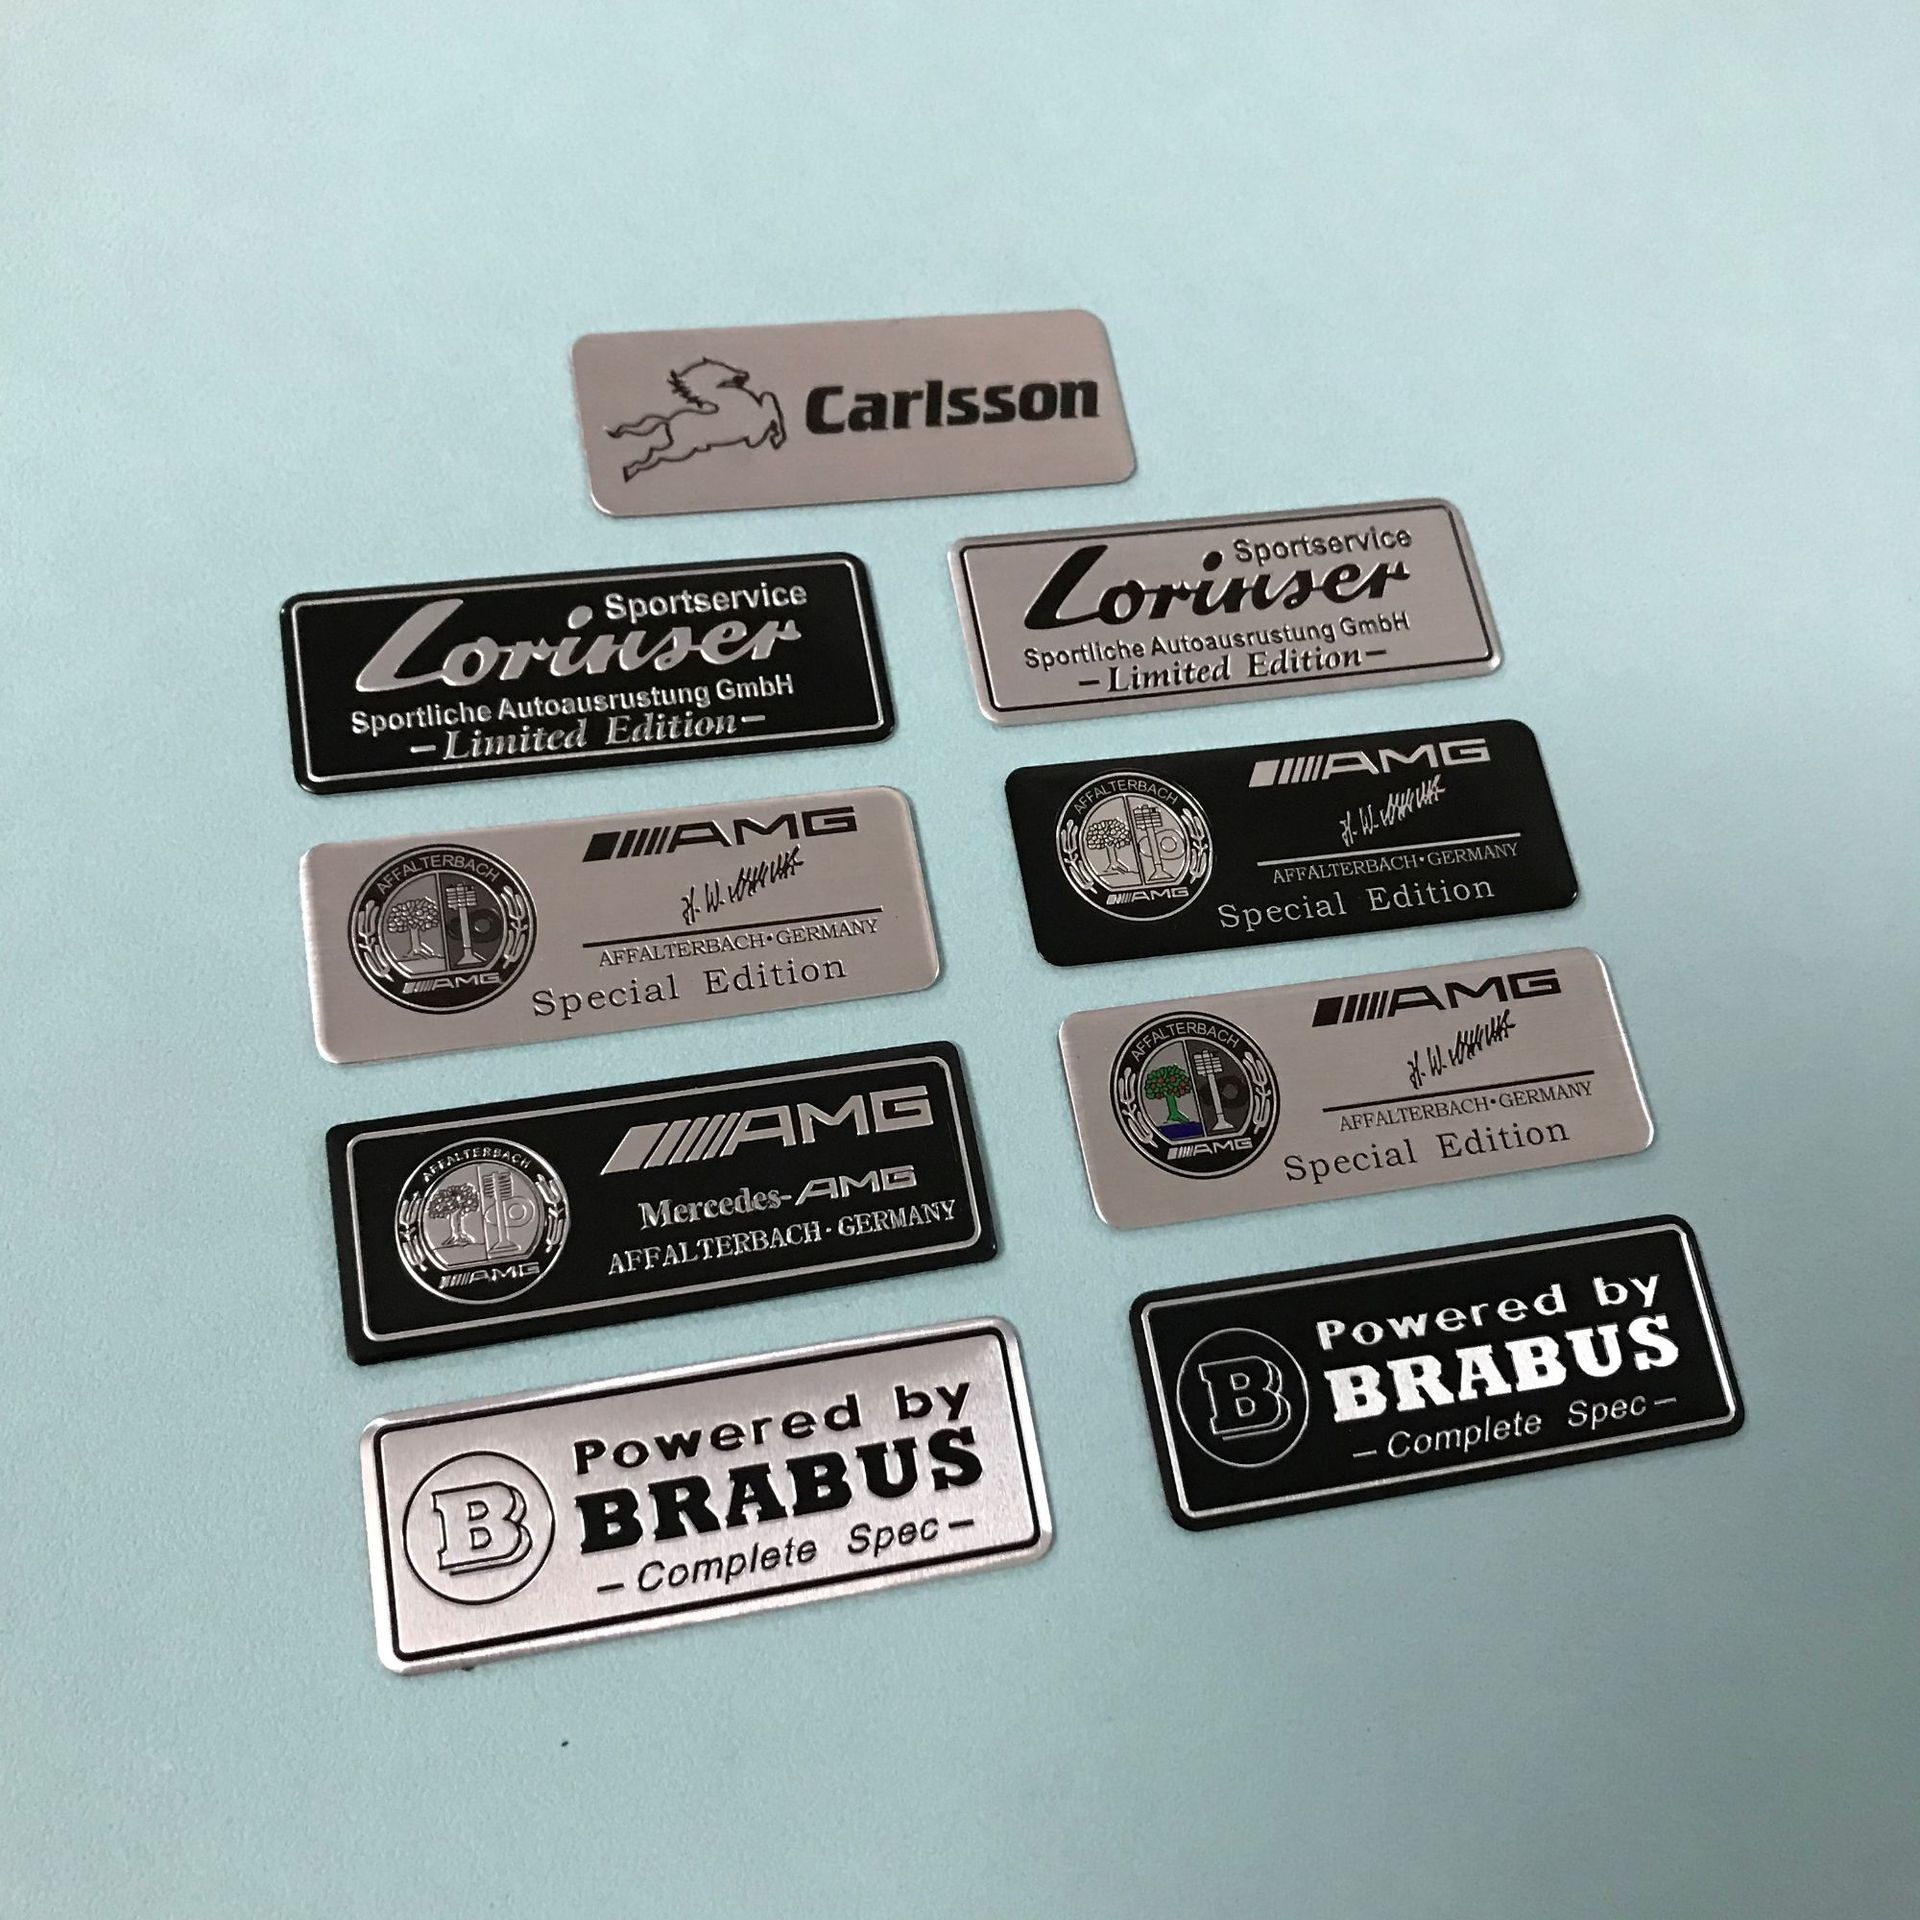 Carlsson
Sportservice
Lorinser
Sportliche Autoausrustung GmbH
-Limited Edition-
Sportservice
Lorinser
Sportliche Autoausrustung GmbH
-Limited Edition-
AFFALTERBACH
AMG
AMG
AFFALTERBACH·GERMANY
Special Edition
AFFALTERBACH
AMG
AMG
H.W.
AFFALTERBACH·GERMANY
Special Edition
AFFALTERBACH
AMG
AMG
Mercedes-AMG
AFFALTERBACH·GERMANY
AFFALTERBACH
AMG
AMG
AFFALTERBACH·GERMANY
Special Edition
B
Powered by
BRABUS
-Complete Spec-
B
Powered by
BRABUS
-Complete Spec-